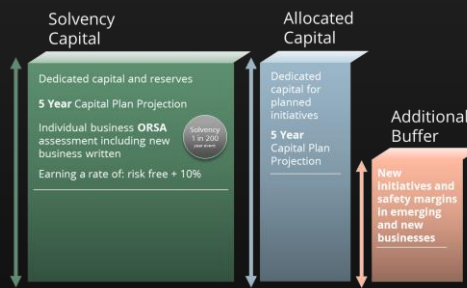 Solvency
Capital
Dedicated capital and reserves
5 Year Capital Plan Projection
Individual business ORSA
assessment including new
business written
Earning a rate of: risk free + 10%
Solvency
1 in 200
year event
Allocated
Capital
Dedicated
capital for
planned
initiatives
5 Year
Capital Plan
Projection
Additional
Buffer
New
initiatives and
safety margins
in emerging
and new
businesses